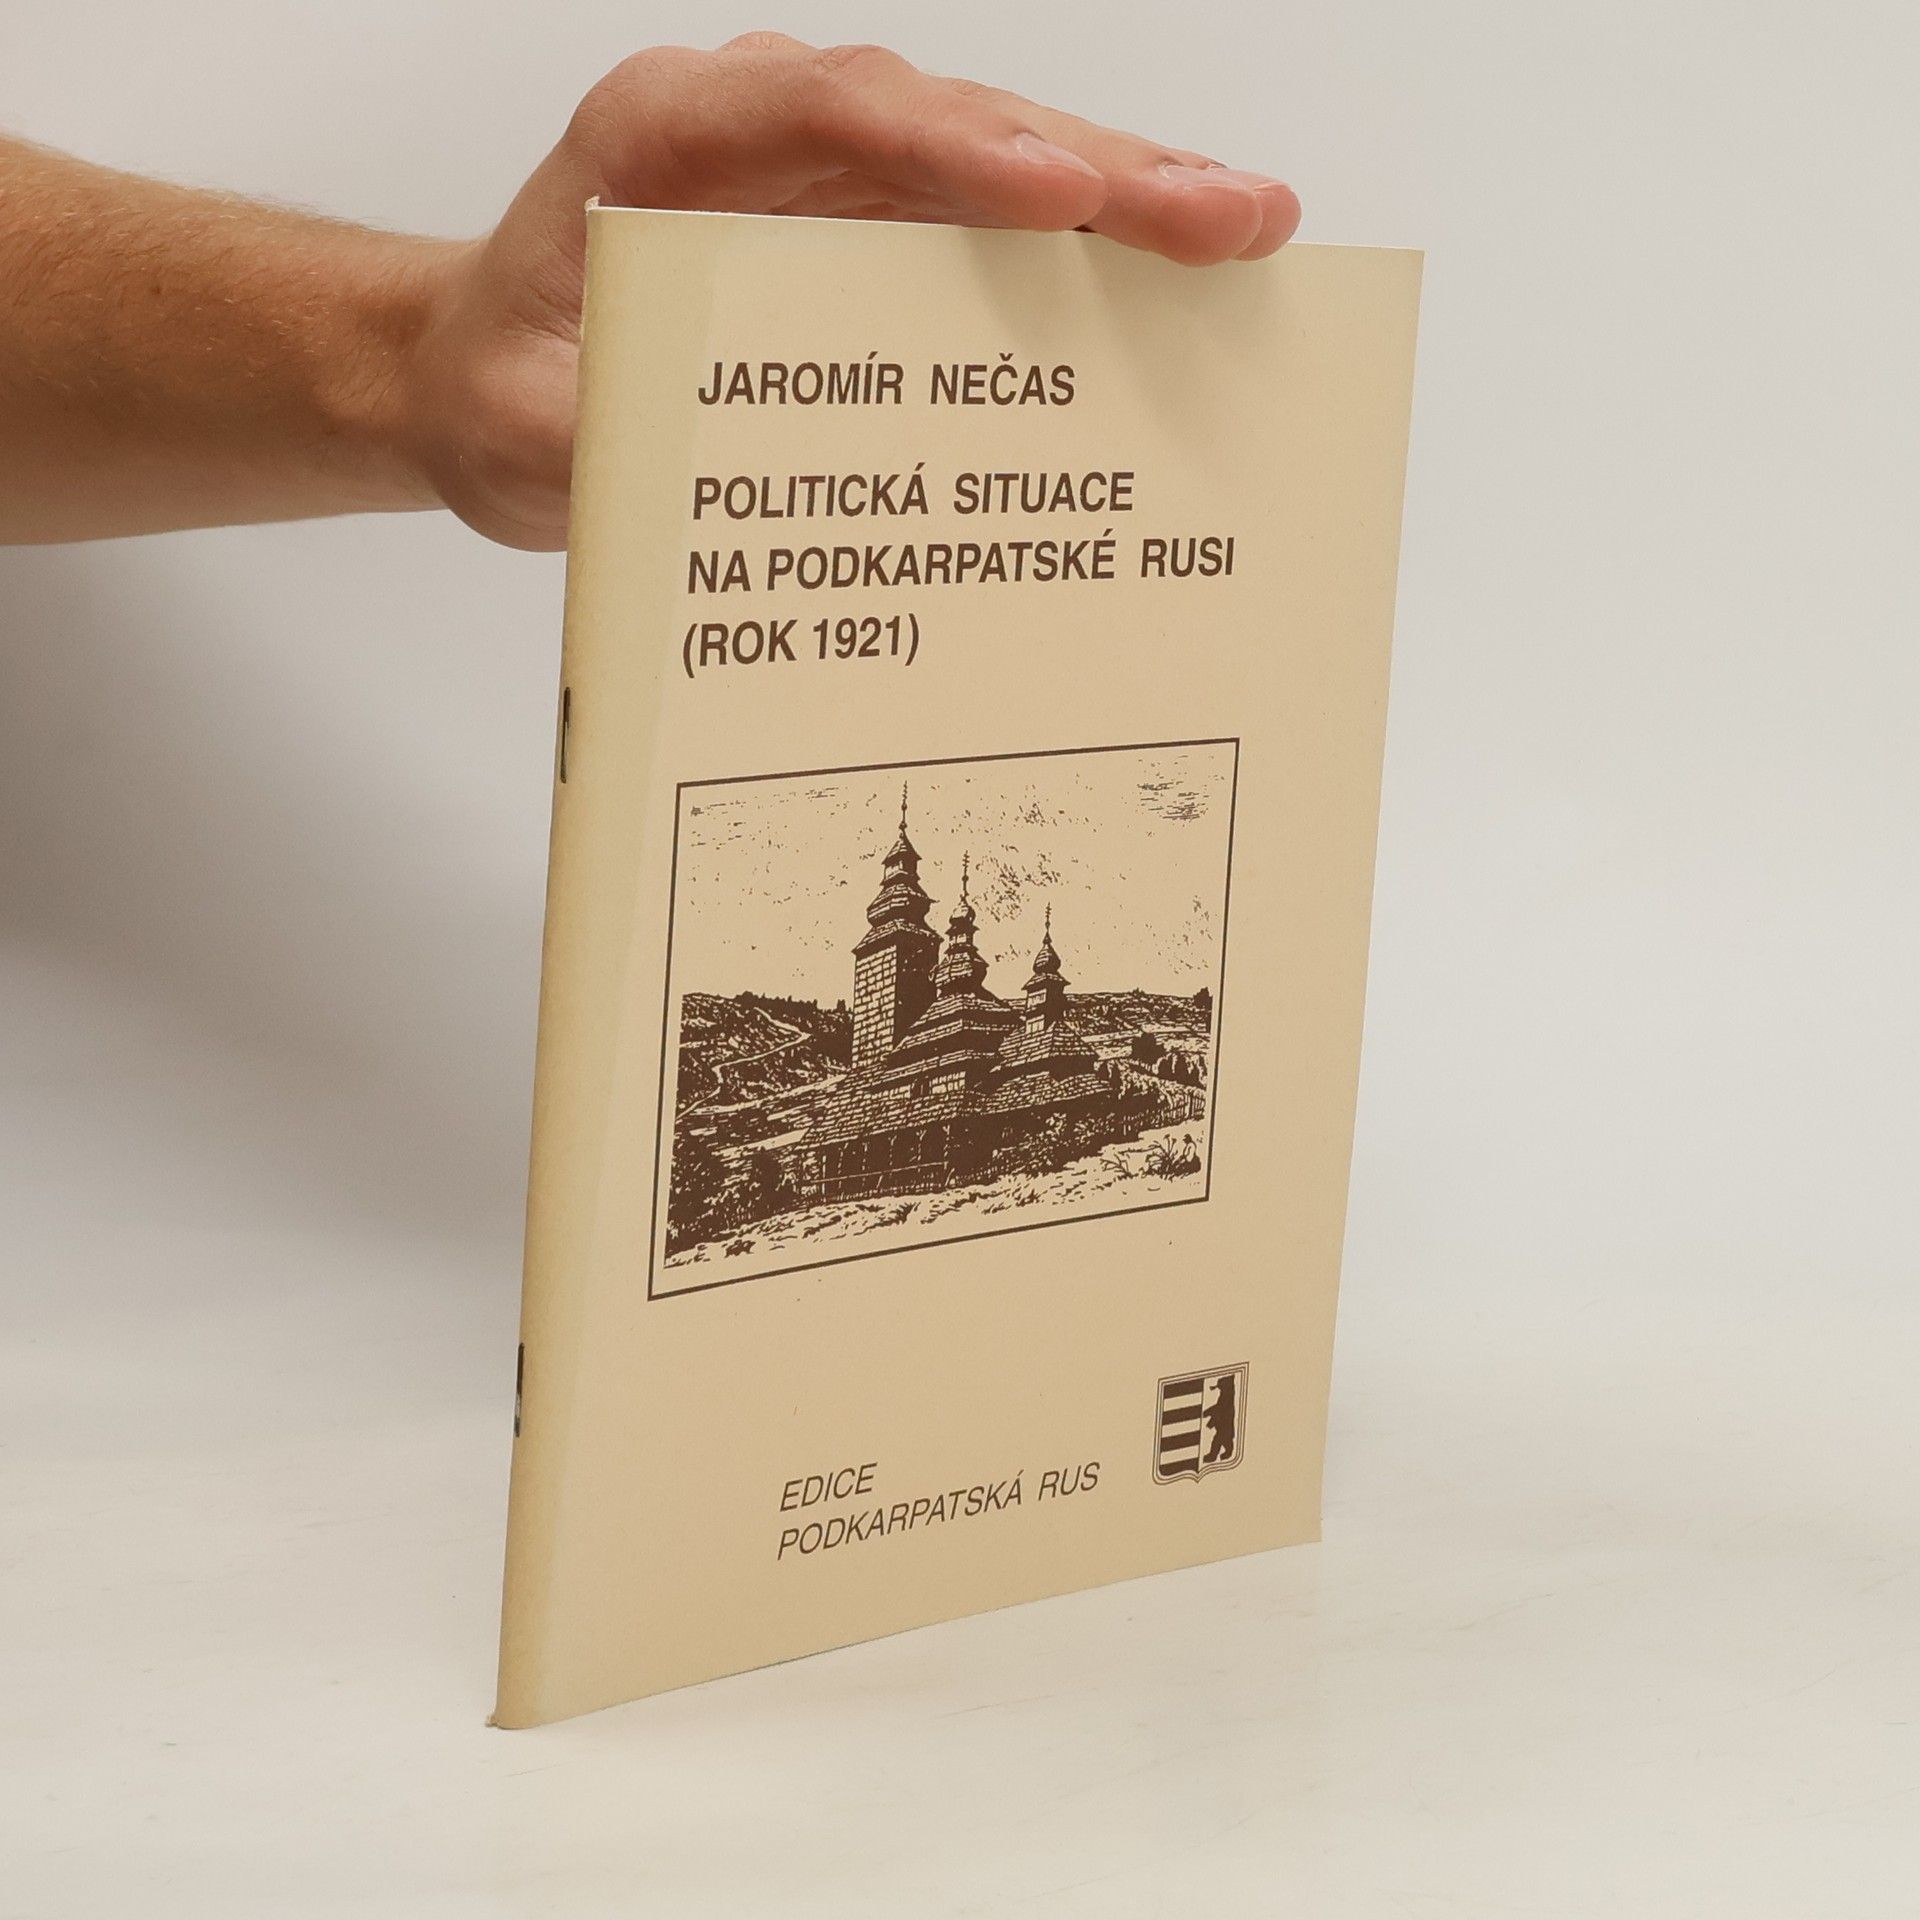 JAROMÍR NEČAS
POLITICKÁ SITUACE
NA PODKARPATSKÉ RUSI
(ROK 1921)
EDICE
PODKARPATSKÁ RUS